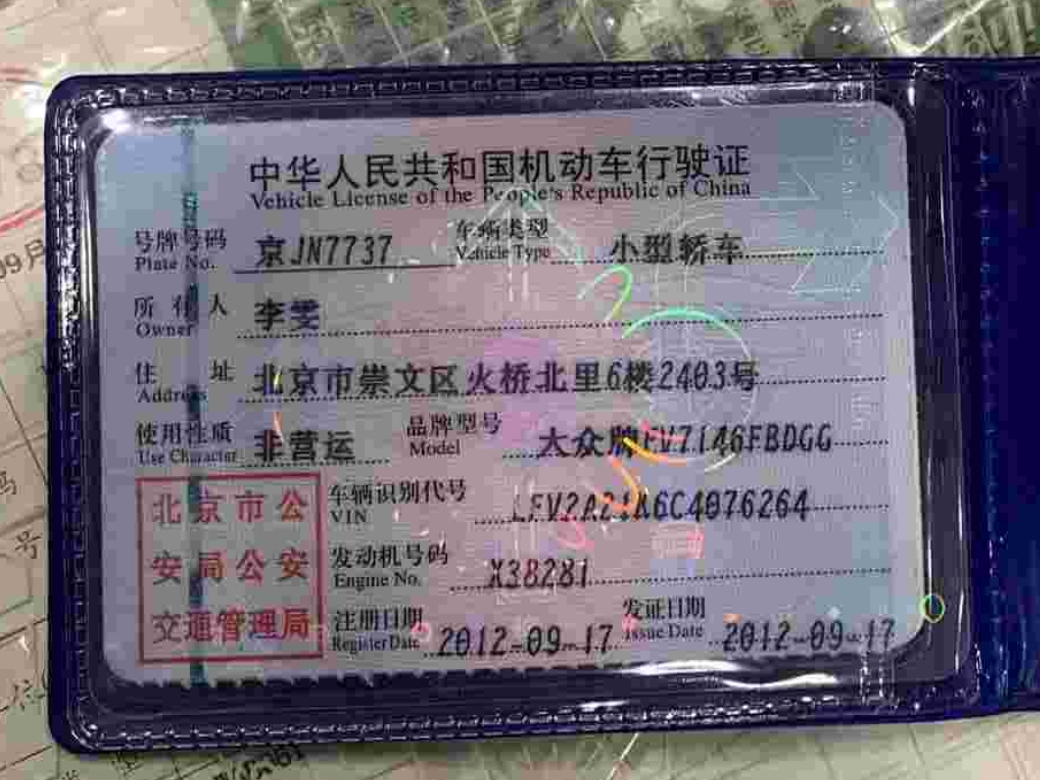 中华人民共和国机动车行驶证
Vehicle License of the People's Republic of China
号牌号码 京JN7737 车辆类型 小型轿车
Plate No. Vehicle Type
所有人 李雯
Owner
住址 北京市崇文区火桥北里6楼2403号
Address
使用性质 非营运 品牌型号 大众牌FV7146FBDGG
Use Character Model
北京市公
安局公安
交通管理局
车辆识别代号 LFV2A21K6C4076264
VIN
发动机号码 X38281
Engine No.
注册日期 2012-09-17 发证日期 2012-09-17
Register Date Issue Date